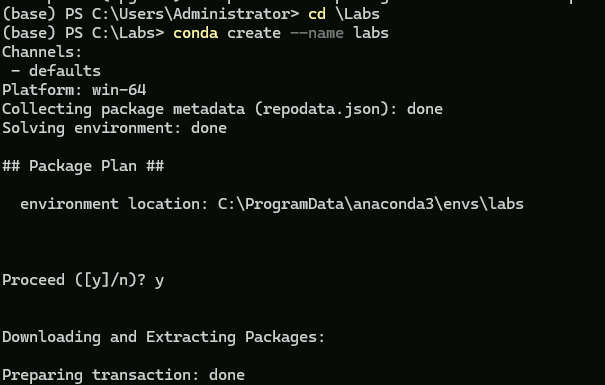 (base) PS C:\Users\Administrator> cd \Labs
(base) PS C:\Labs> conda create --name labs
Channels:
 - defaults
Platform: win-64
Collecting package metadata (repodata.json): done
Solving environment: done
## Package Plan ##
  environment location: C:\ProgramData\anaconda3\envs\labs
Proceed ([y]/n)? y
Downloading and Extracting Packages:
Preparing transaction: done